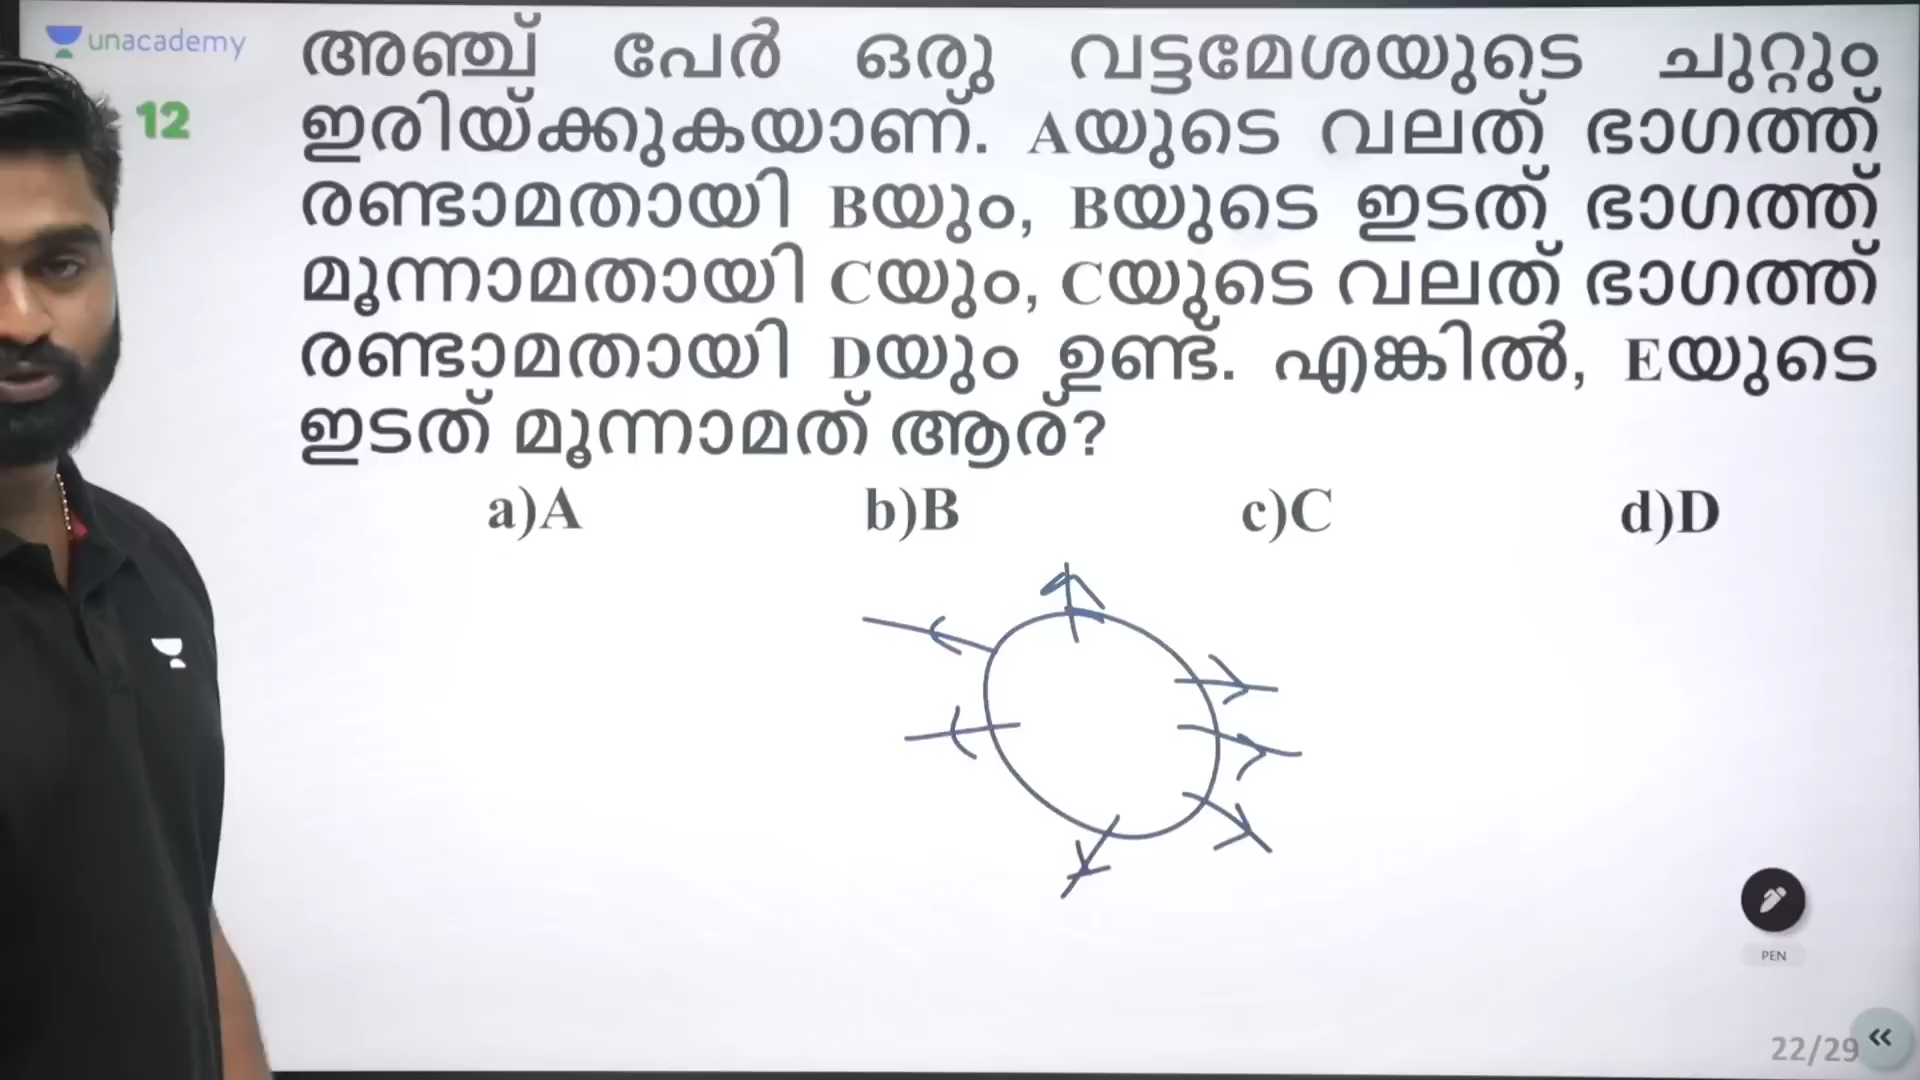 unacademy
12
അഞ്ച് പേർ ഒരു വട്ടമേശയുടെ ചുറ്റും
ഇരിയ്ക്കുകയാണ്. Aയുടെ വലത് ഭാഗത്ത്
രണ്ടാമതായി Bയും, Bയുടെ ഇടത് ഭാഗത്ത്
മൂന്നാമതായി Cയും, Cയുടെ വലത് ഭാഗത്ത്
രണ്ടാമതായി Dയും ഉണ്ട്. എങ്കിൽ, Eയുടെ
ഇടത് മൂന്നാമത് ആര്?
a)A b)B c)C d)D
PEN
22/29 «